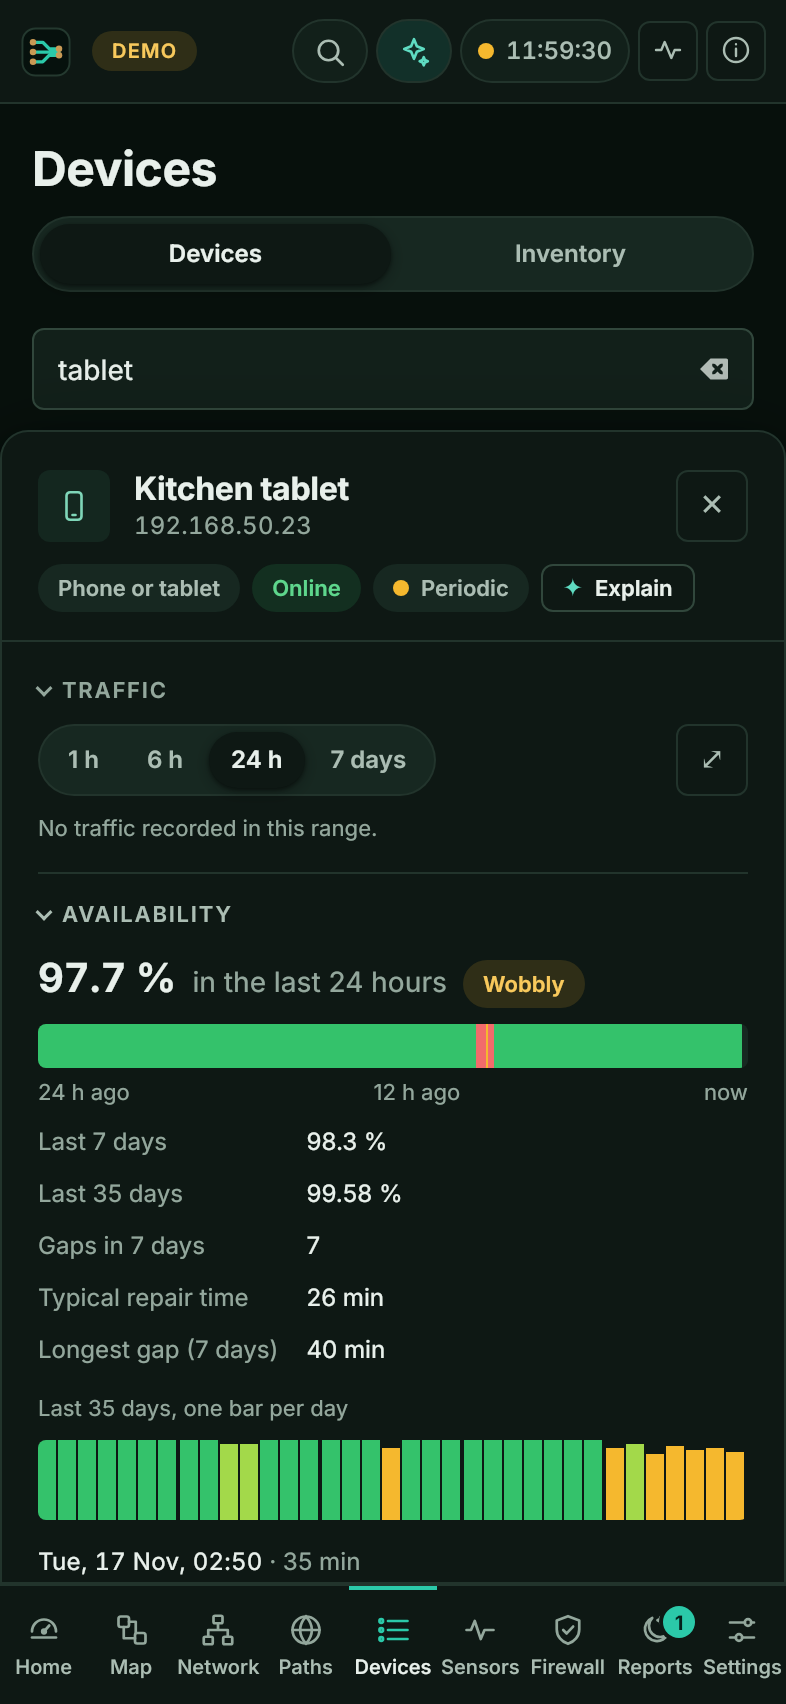 DEMO
11:59:30
Devices
Devices Inventory
tablet
Kitchen tablet
192.168.50.23
Phone or tablet Online Periodic Explain
TRAFFIC
1 h 6 h 24 h 7 days
No traffic recorded in this range.
AVAILABILITY
97.7 % in the last 24 hours Wobbly
24 h ago 12 h ago now
Last 7 days 98.3 %
Last 35 days 99.58 %
Gaps in 7 days 7
Typical repair time 26 min
Longest gap (7 days) 40 min
Last 35 days, one bar per day
Tue, 17 Nov, 02:50 · 35 min
1
Home Map Network Paths Devices Sensors Firewall Reports Settings